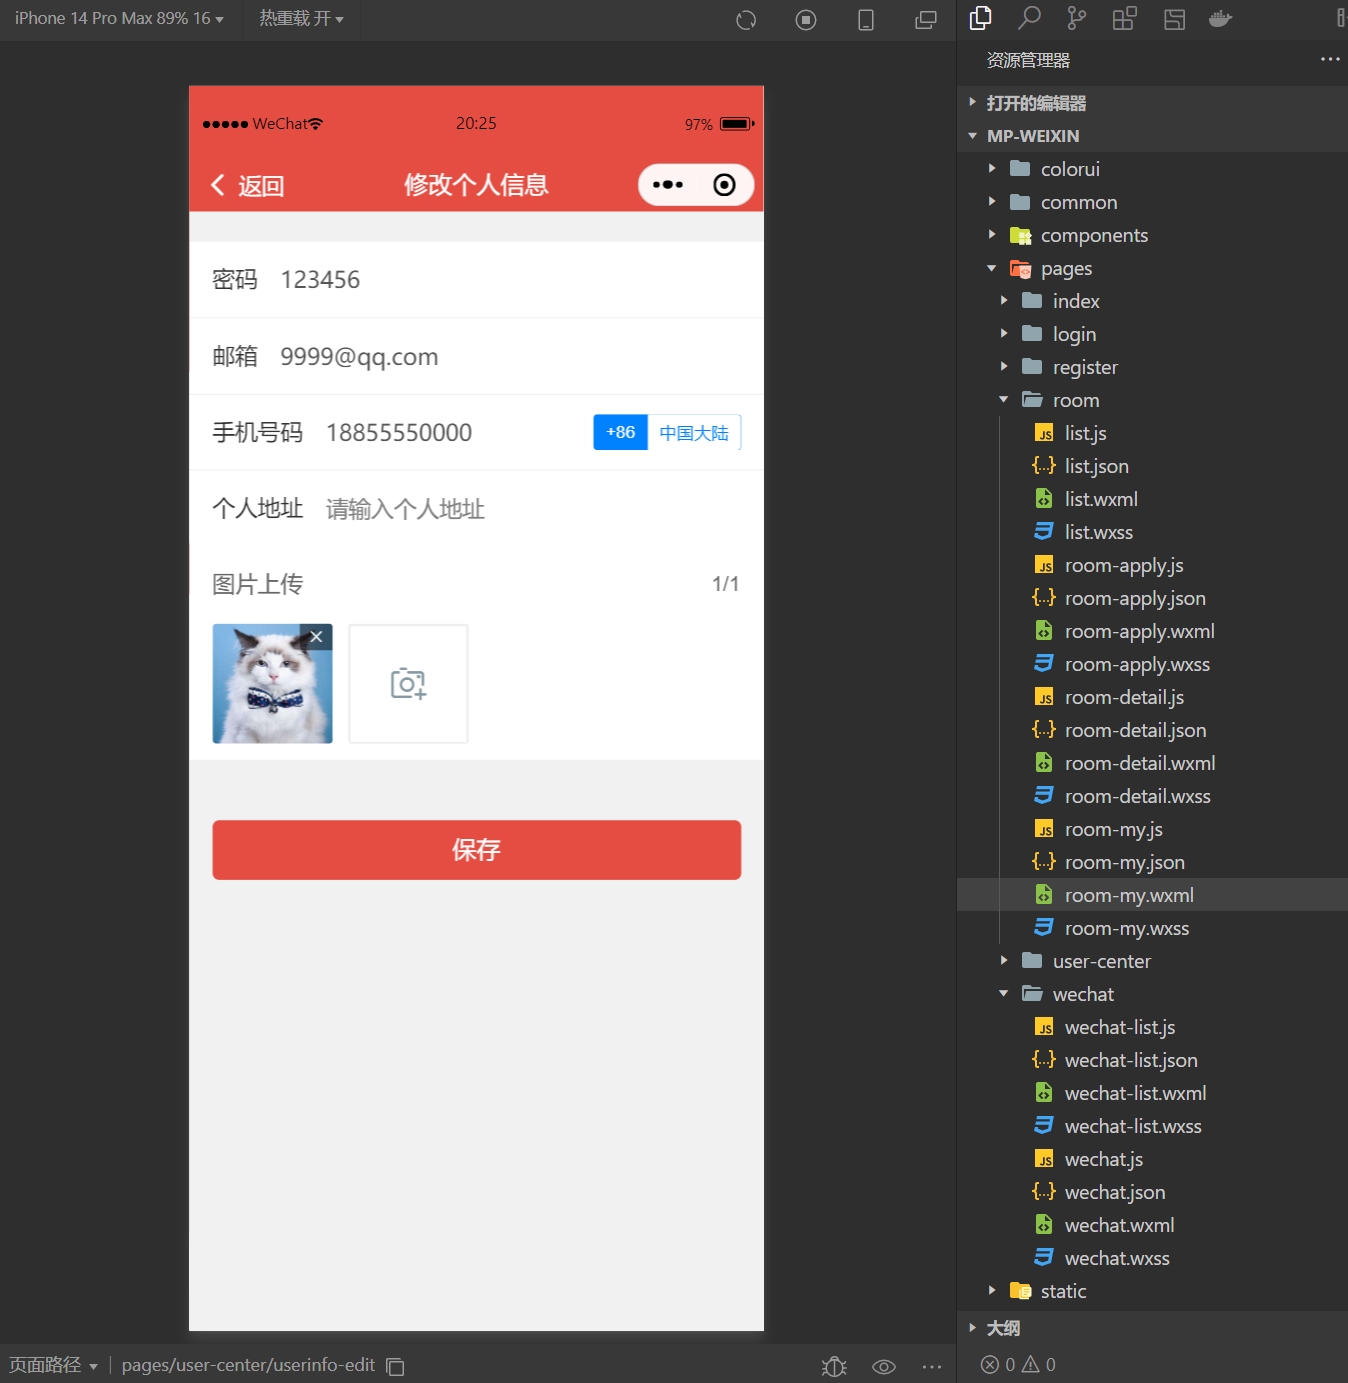 iPhone 14 Pro Max 89% 16
热重载 开
WeChat
20:25
97%
返回
修改个人信息
密码 123456
邮箱 9999@qq.com
手机号码 18855550000 +86 中国大陆
个人地址 请输入个人地址
图片上传 1/1
保存
页面路径 pages/user-center/userinfo-edit
资源管理器
打开的编辑器
MP-WEIXIN
colorui
common
components
pages
index
login
register
room
list.js
list.json
list.wxml
list.wxss
room-apply.js
room-apply.json
room-apply.wxml
room-apply.wxss
room-detail.js
room-detail.json
room-detail.wxml
room-detail.wxss
room-my.js
room-my.json
room-my.wxml
room-my.wxss
user-center
wechat
wechat-list.js
wechat-list.json
wechat-list.wxml
wechat-list.wxss
wechat.js
wechat.json
wechat.wxml
wechat.wxss
static
大纲
0 0